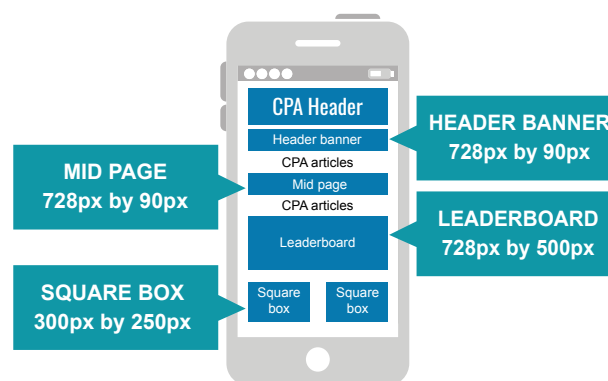 CPA Header
Header banner
CPA articles
Mid page
CPA articles
Leaderboard
Square
box
Square
box
HEADER BANNER
728px by 90px
MID PAGE
728px by 90px
LEADERBOARD
728px by 500px
SQUARE BOX
300px by 250px